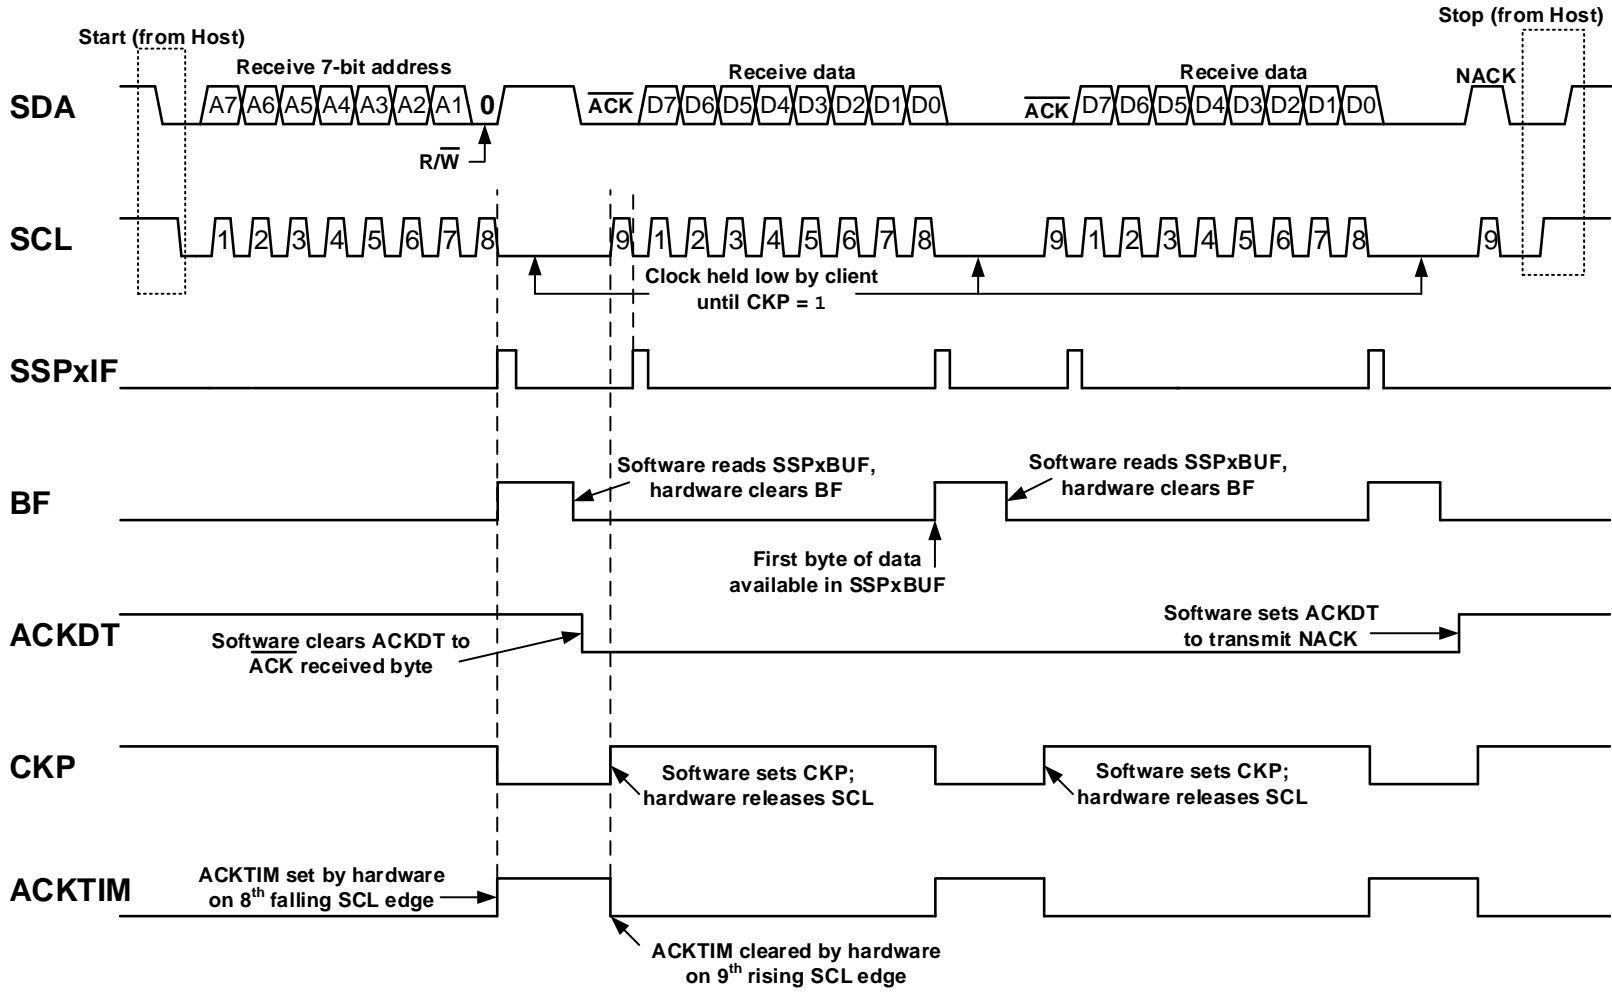 Stop (from Host)
Start (from Host)
Receive 7-bit address
Receive data
Receive data
NACK
SDA
A7 A6 A5 A4 A3 A2 A1 0
ACK
D7 D6 D5 D4 D3 D2 D1 D0
ACK
D7 D6 D5 D4 D3 D2 D1 D0
R/W
SCL
1 2 3 4 5 6 7 8 9 1 2 3 4 5 6 7 8 9 1 2 3 4 5 6 7 8 9
Clock held low by client
until CKP = 1
SSPxIF
BF
Software reads SSPxBUF,
hardware clears BF
Software reads SSPxBUF,
hardware clears BF
First byte of data
available in SSPxBUF
ACKDT
Software clears ACKDT to
ACK received byte
Software sets ACKDT
to transmit NACK
CKP
Software sets CKP;
hardware releases SCL
Software sets CKP;
hardware releases SCL
ACKTIM
ACKTIM set by hardware
on 8th falling SCL edge
ACKTIM cleared by hardware
on 9th rising SCL edge